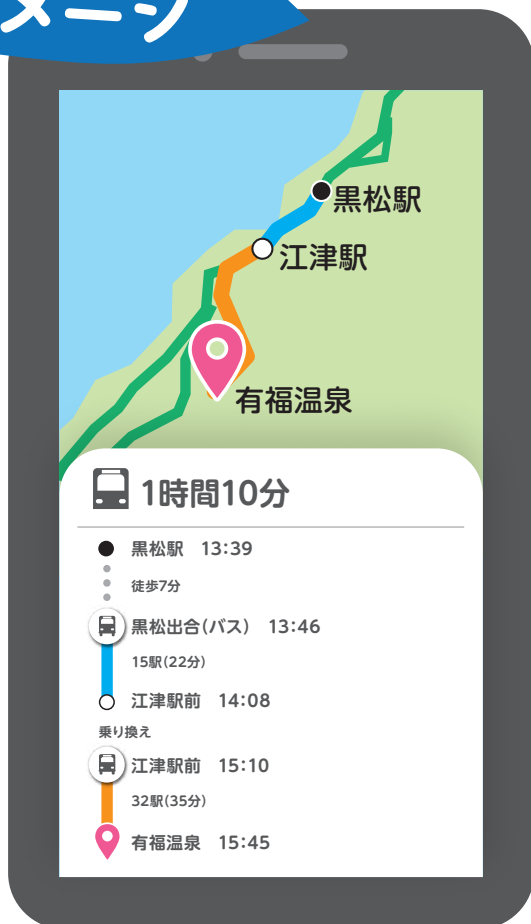 メージ
黒松駅
江津駅
有福温泉
1時間10分
黒松駅 13:39
徒歩7分
黒松出合(バス) 13:46
15駅(22分)
江津駅前 14:08
乗り換え
江津駅前 15:10
32駅(35分)
有福温泉 15:45